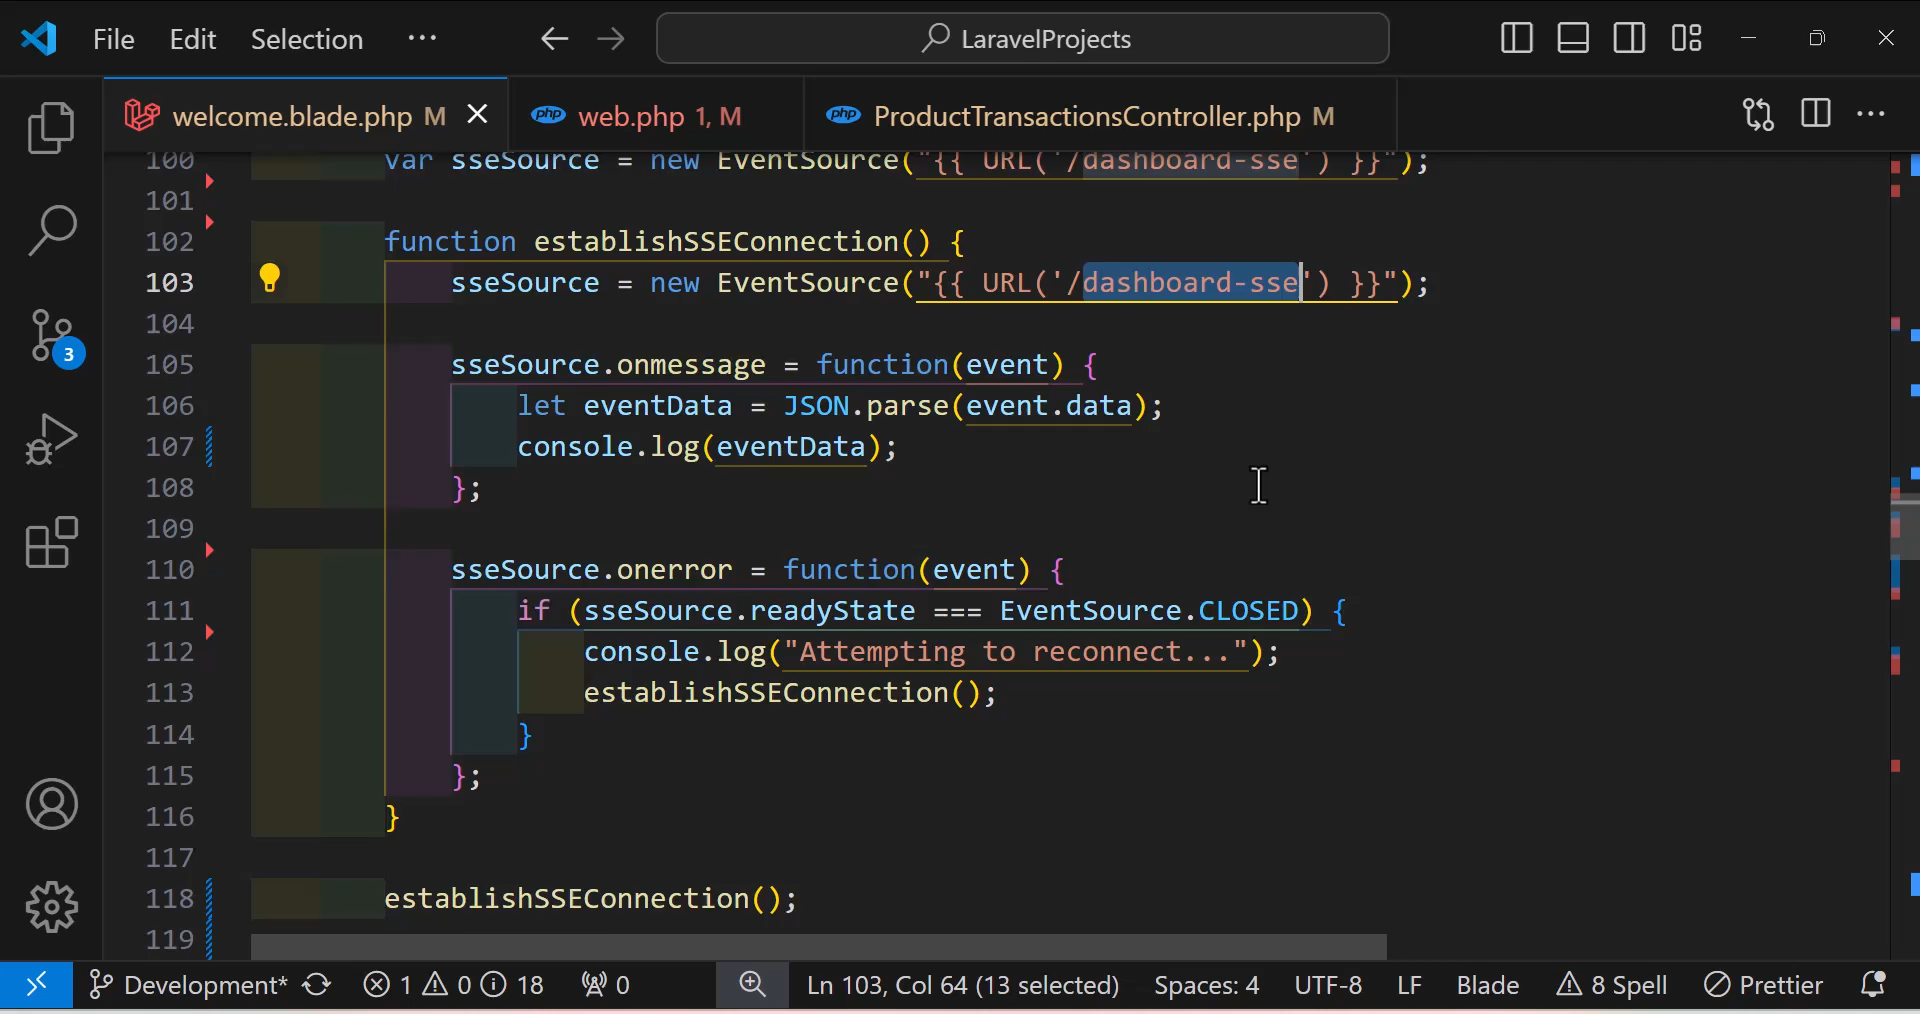 File Edit Selection ... LaravelProjects
welcome.blade.php M web.php 1, M ProductTransactionsController.php M
100 var sseSource = new EventSource("{{ URL('/dashboard-sse') }}");
101
102 function establishSSEConnection() {
103 sseSource = new EventSource("{{ URL('/dashboard-sse') }}");
104
105 sseSource.onmessage = function(event) {
106 let eventData = JSON.parse(event.data);
107 console.log(eventData);
108 };
109
110 sseSource.onerror = function(event) {
111 if (sseSource.readyState === EventSource.CLOSED) {
112 console.log("Attempting to reconnect...");
113 establishSSEConnection();
114 }
115 };
116 }
117
118 establishSSEConnection();
119
3
Development* 1 0 18 0 Ln 103, Col 64 (13 selected) Spaces: 4 UTF-8 LF Blade 8 Spell Prettier